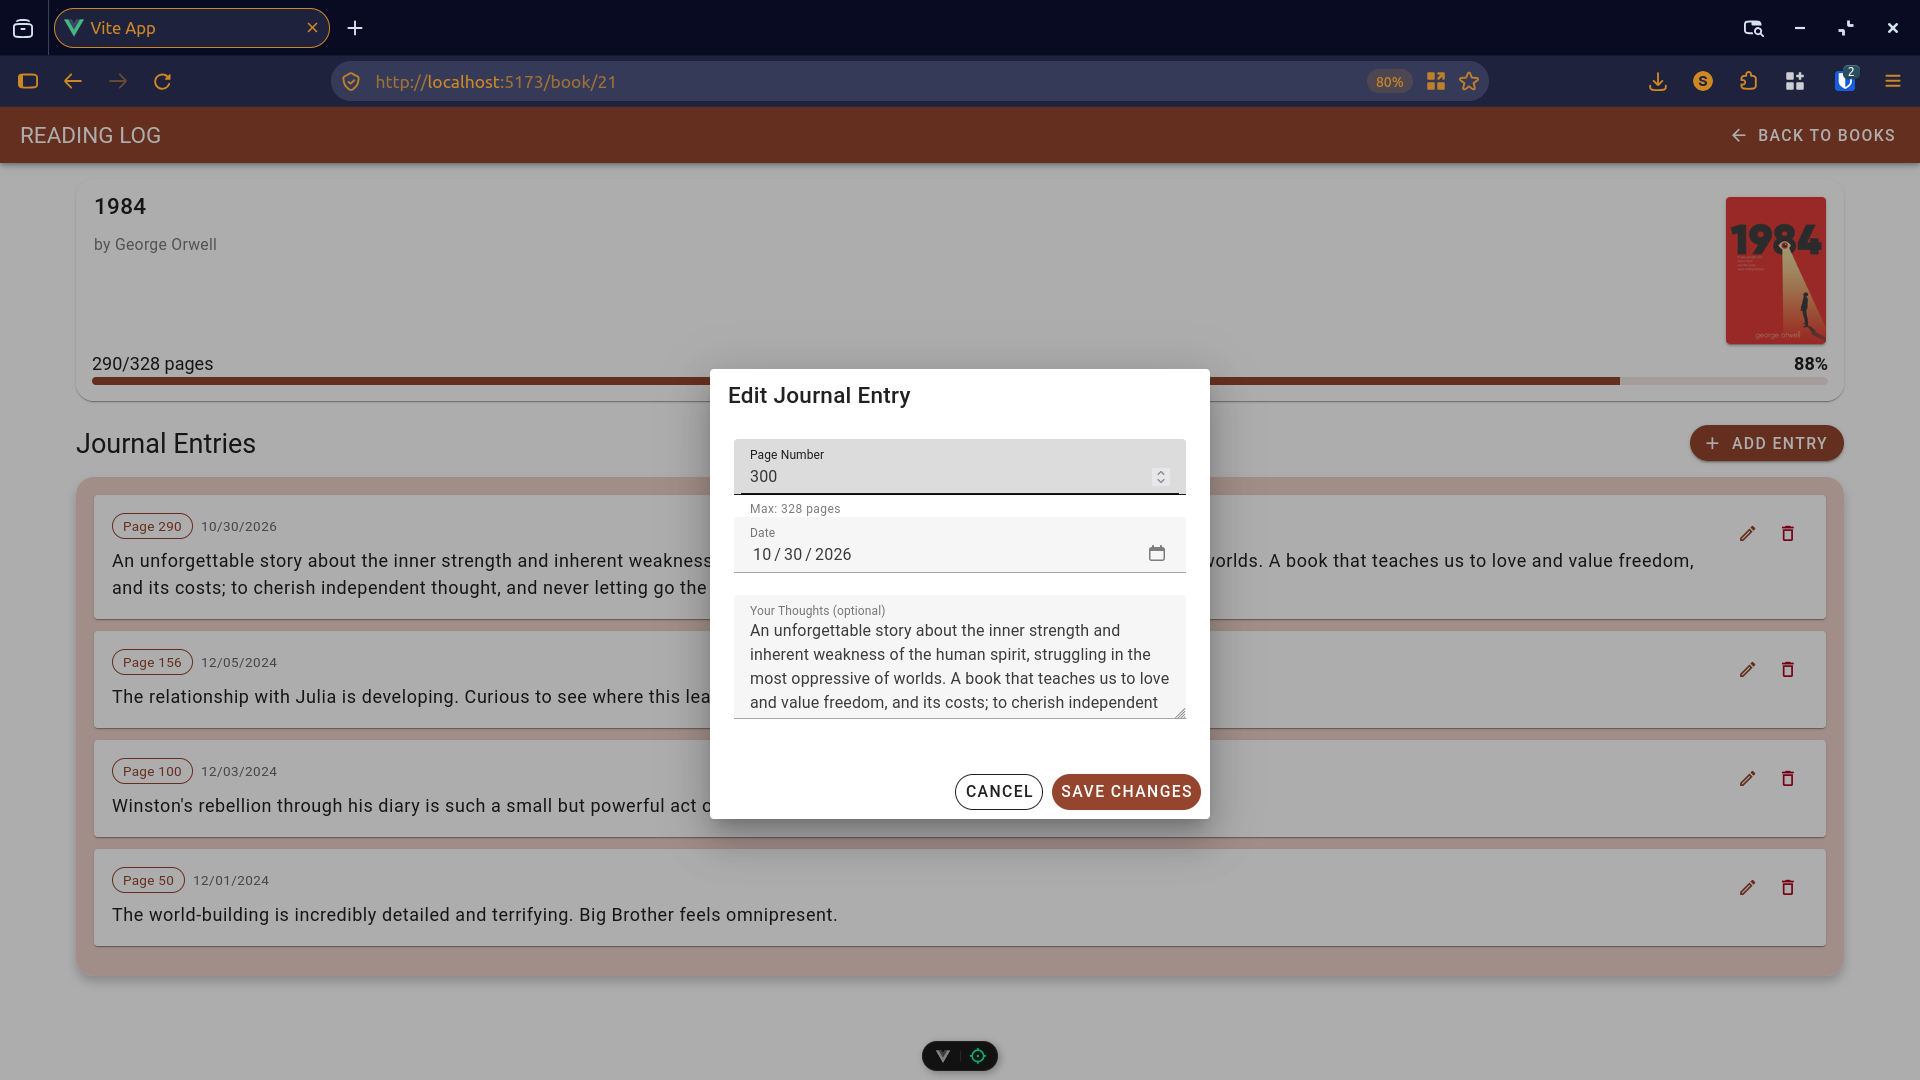 Vite App
http://localhost:5173/book/21
80%
S
2
READING LOG
BACK TO BOOKS
1984
by George Orwell
1984
george orwell
290/328 pages
88%
Journal Entries
ADD ENTRY
Page 290 10/30/2026
An unforgettable story about the inner strength and inherent weakness
worlds. A book that teaches us to love and value freedom,
and its costs; to cherish independent thought, and never letting go the
Page 156 12/05/2024
The relationship with Julia is developing. Curious to see where this lea
Page 100 12/03/2024
Winston's rebellion through his diary is such a small but powerful act o
Page 50 12/01/2024
The world-building is incredibly detailed and terrifying. Big Brother feels omnipresent.
Edit Journal Entry
Page Number
300
Max: 328 pages
Date
10/30/2026
Your Thoughts (optional)
An unforgettable story about the inner strength and
inherent weakness of the human spirit, struggling in the
most oppressive of worlds. A book that teaches us to love
and value freedom, and its costs; to cherish independent
CANCEL
SAVE CHANGES